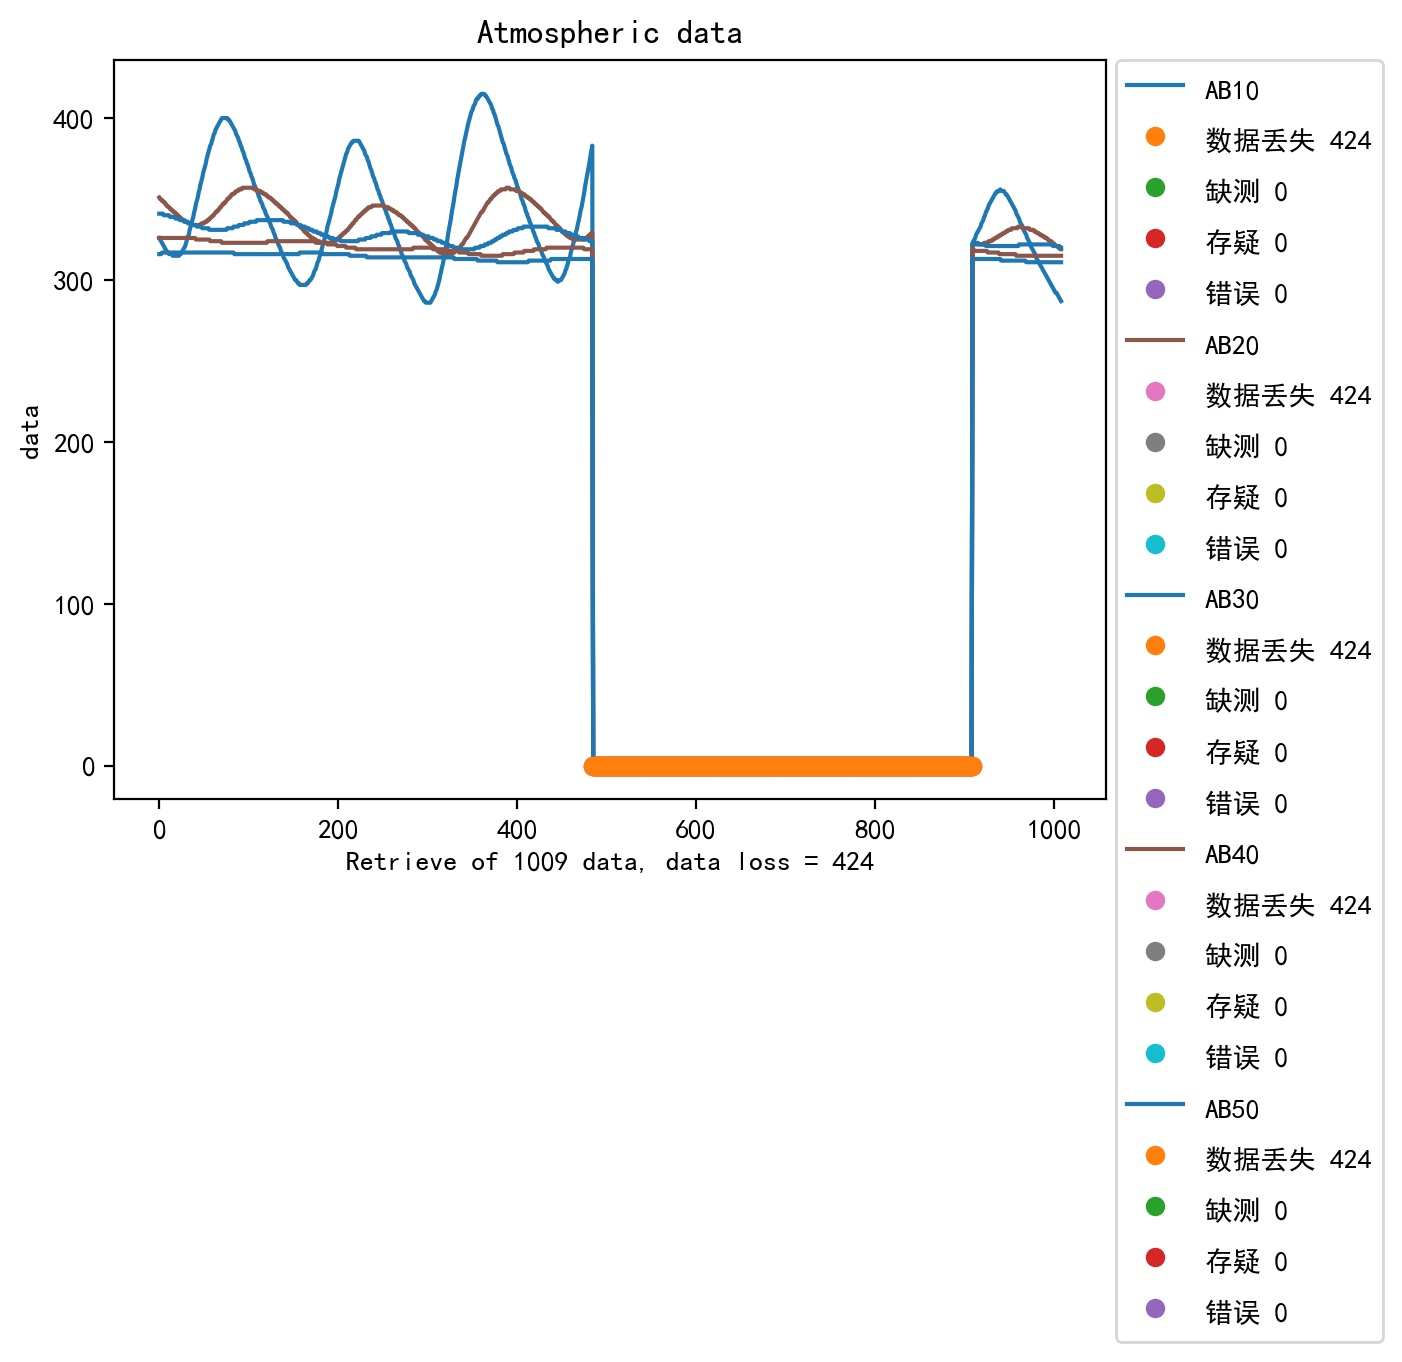 Atmospheric data
400
300
200
100
0
data
0 200 400 600 800 1000
Retrieve of 1009 data, data loss = 424
AB10
数据丢失 424
缺测 0
存疑 0
错误 0
AB20
数据丢失 424
缺测 0
存疑 0
错误 0
AB30
数据丢失 424
缺测 0
存疑 0
错误 0
AB40
数据丢失 424
缺测 0
存疑 0
错误 0
AB50
数据丢失 424
缺测 0
存疑 0
错误 0